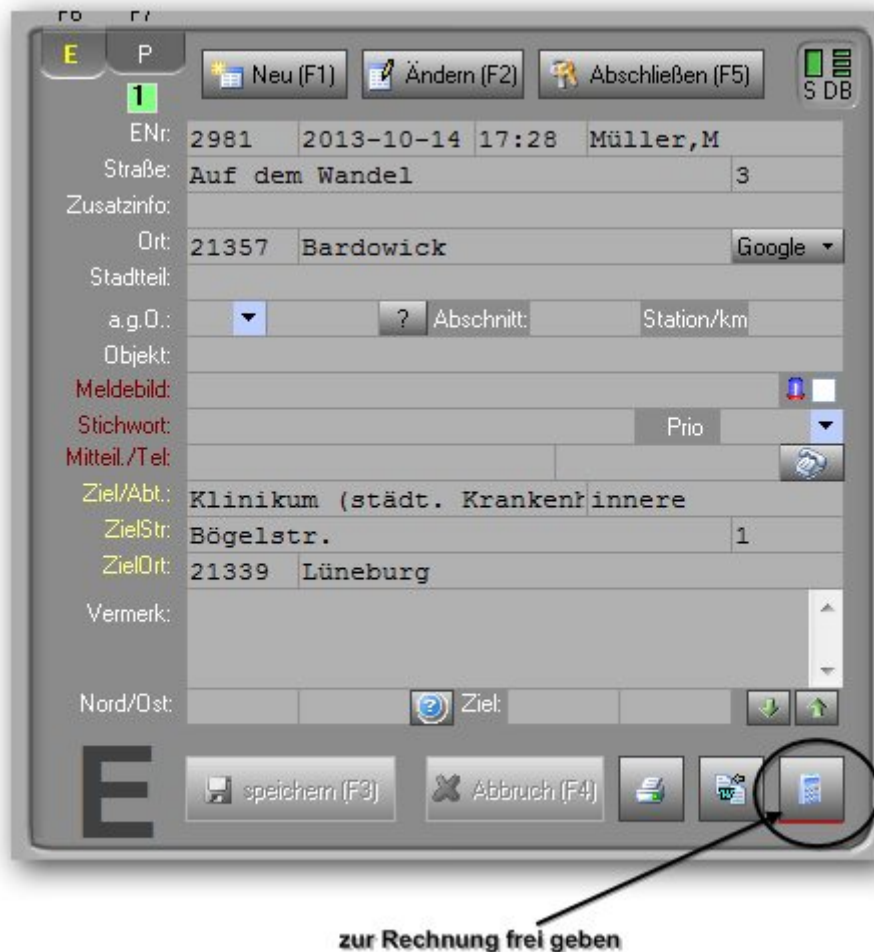 F6 F7
E P Neu (F1) Ändern (F2) Abschließen (F5) S DB
1
ENr: 2981 2013-10-14 17:28 Müller,M
Straße: Auf dem Wandel 3
Zusatzinfo:
Ort: 21357 Bardowick Google
Stadtteil:
a.g.O.: ? Abschnitt: Station/km
Objekt:
Meldebild:
Stichwort: Prio
Mitteil./Tel:
Ziel/Abt.: Klinikum (städt. Krankenh innere
ZielStr: Bögelstr. 1
ZielOrt: 21339 Lüneburg
Vermerk:
Nord/Ost: ? Ziel:
E speichern (F3) Abbruch (F4)
zur Rechnung frei geben